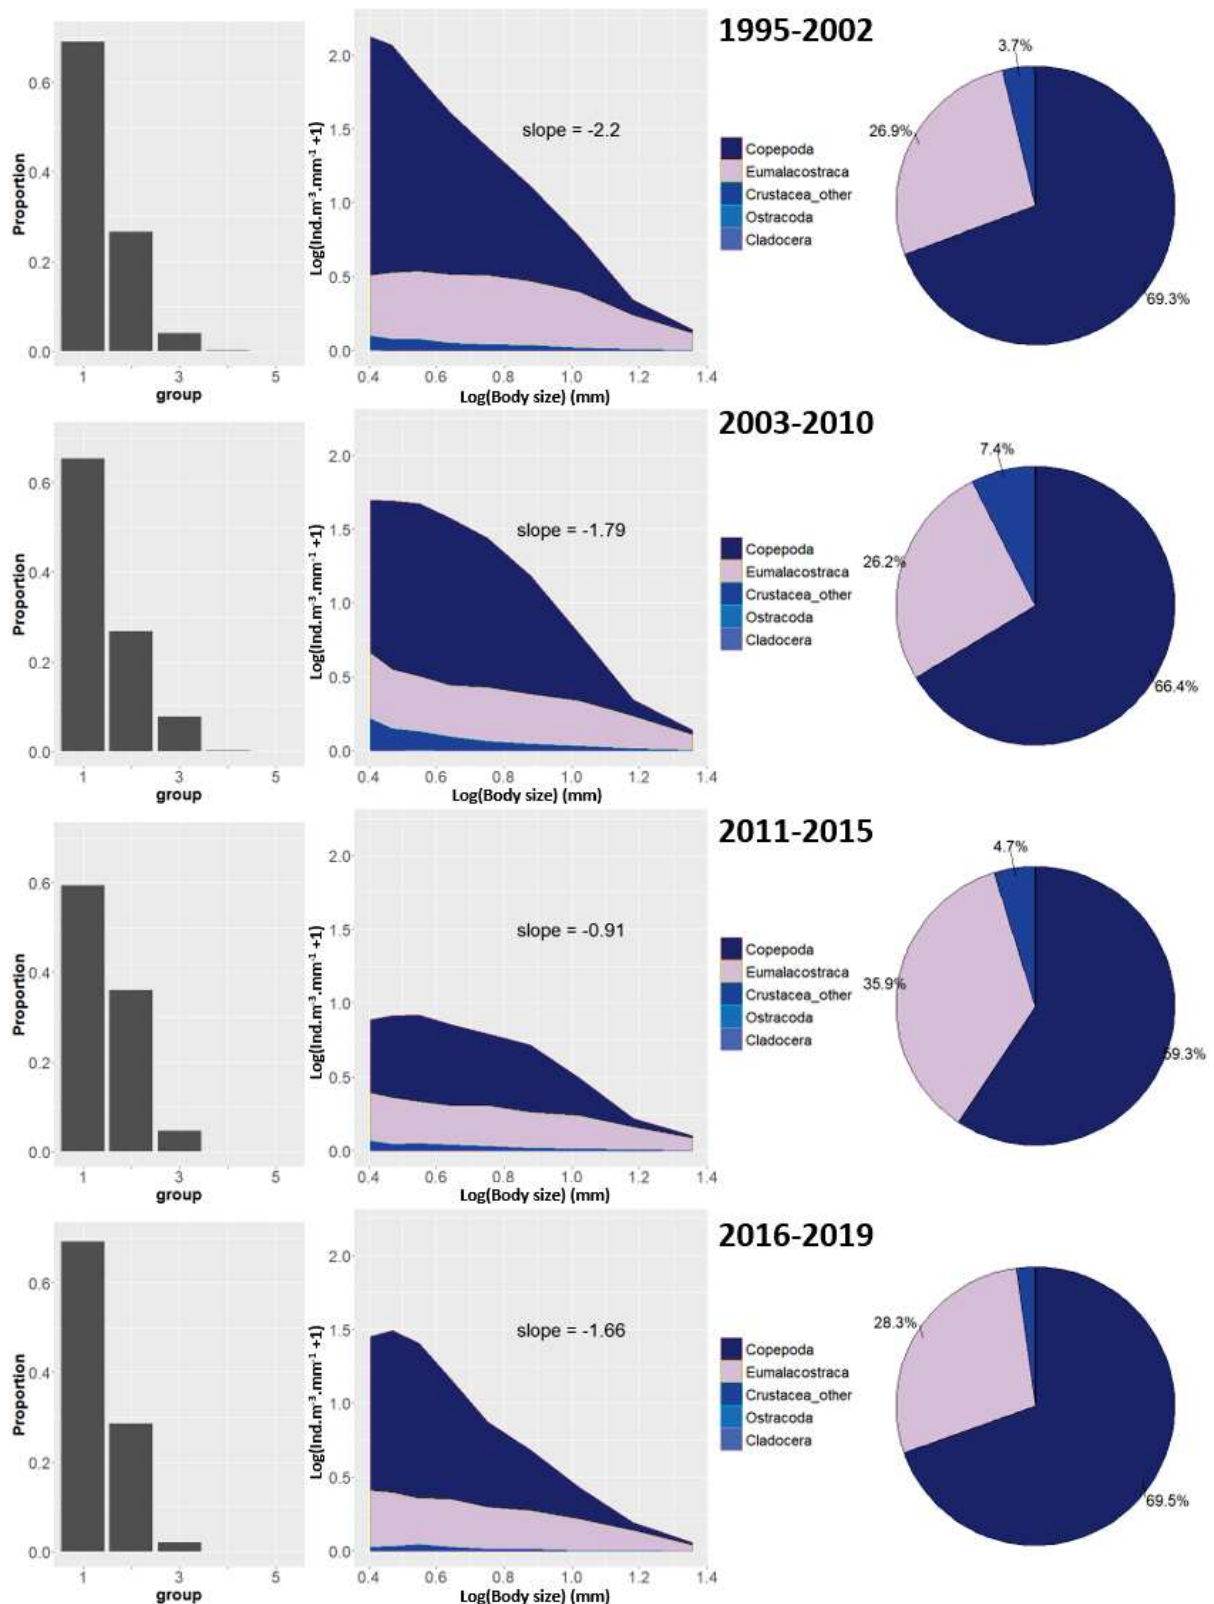 1995-2002
Proportion
0.6
0.4
0.2
0.0
1
3
5
group
Log(Ind.m⁻³.mm⁻¹ +1)
2.0
1.5
1.0
0.5
0.0
slope = -2.2
0.4 0.6 0.8 1.0 1.2 1.4
Log(Body size) (mm)
Copepoda
Eumalacostraca
Crustacea_other
Ostracoda
Cladocera
3.7%
26.9%
69.3%
2003-2010
Proportion
0.6
0.4
0.2
0.0
1
3
5
group
Log(Ind.m⁻³.mm⁻¹ +1)
2.0
1.5
1.0
0.5
0.0
slope = -1.79
0.4 0.6 0.8 1.0 1.2 1.4
Log(Body size) (mm)
Copepoda
Eumalacostraca
Crustacea_other
Ostracoda
Cladocera
7.4%
26.2%
66.4%
2011-2015
Proportion
0.6
0.4
0.2
0.0
1
3
5
group
Log(Ind.m⁻³.mm⁻¹ +1)
2.0
1.5
1.0
0.5
0.0
slope = -0.91
0.4 0.6 0.8 1.0 1.2 1.4
Log(Body size) (mm)
Copepoda
Eumalacostraca
Crustacea_other
Ostracoda
Cladocera
4.7%
35.9%
59.3%
2016-2019
Proportion
0.6
0.4
0.2
0.0
1
3
5
group
Log(Ind.m⁻³.mm⁻¹ +1)
2.0
1.5
1.0
0.5
0.0
slope = -1.66
0.4 0.6 0.8 1.0 1.2 1.4
Log(Body size) (mm)
Copepoda
Eumalacostraca
Crustacea_other
Ostracoda
Cladocera
28.3%
69.5%